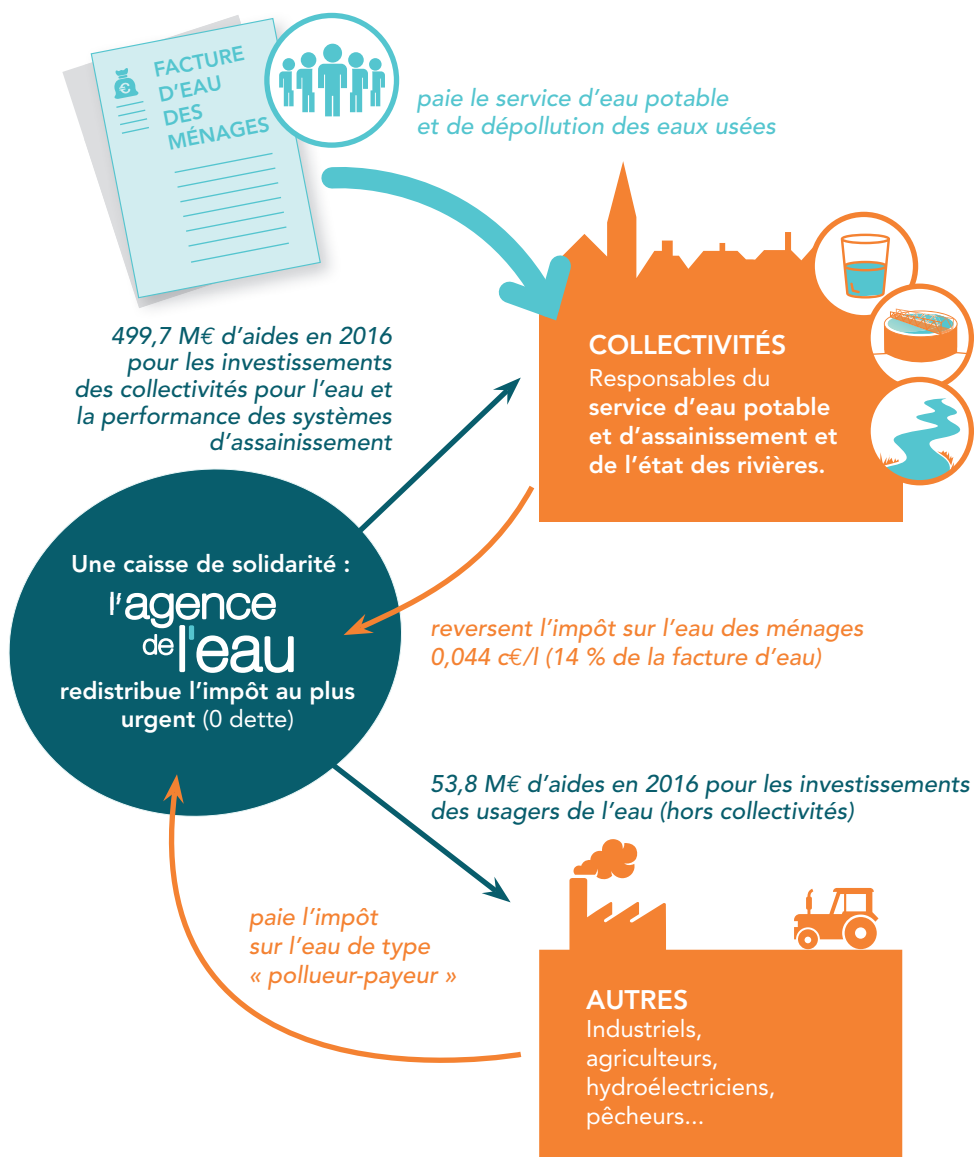 FACTURE
D'EAU
DES
MÉNAGES
€
paie le service d'eau potable
et de dépollution des eaux usées
499,7 M€ d'aides en 2016
pour les investissements
des collectivités pour l'eau et
la performance des systèmes
d'assainissement
COLLECTIVITÉS
Responsables du
service d'eau potable
et d'assainissement et
de l'état des rivières.
Une caisse de solidarité :
l'agence
de l'eau
redistribue l'impôt au plus
urgent (0 dette)
reversent l'impôt sur l'eau des ménages
0,044 c€/l (14 % de la facture d'eau)
53,8 M€ d'aides en 2016 pour les investissements
des usagers de l'eau (hors collectivités)
paie l'impôt
sur l'eau de type
« pollueur-payeur »
AUTRES
Industriels,
agriculteurs,
hydroélectriciens,
pêcheurs...